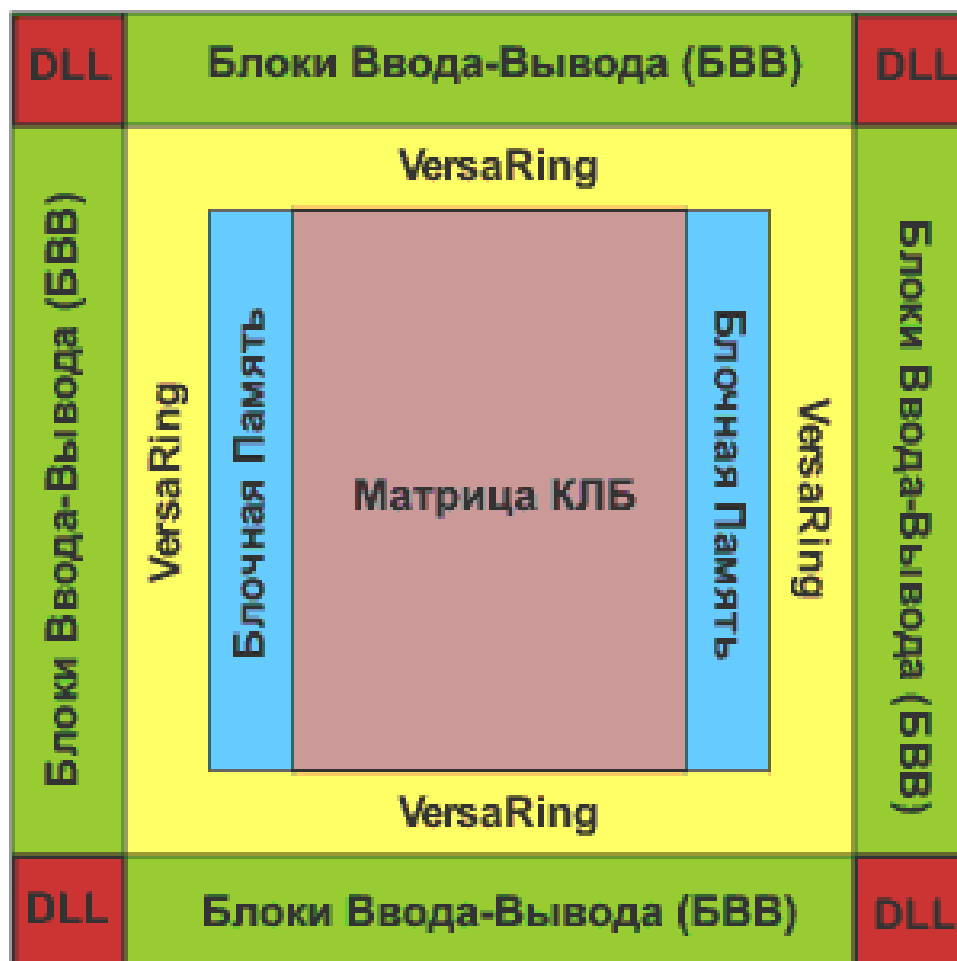 DLL
Блоки Ввода-Вывода (БВВ)
DLL
VersaRing
Блоки Ввода-Вывода (БВВ)
VersaRing
Блочная Память
Матрица КЛБ
Блочная Память
VersaRing
Блоки Ввода-Вывода (БВВ)
VersaRing
DLL
Блоки Ввода-Вывода (БВВ)
DLL